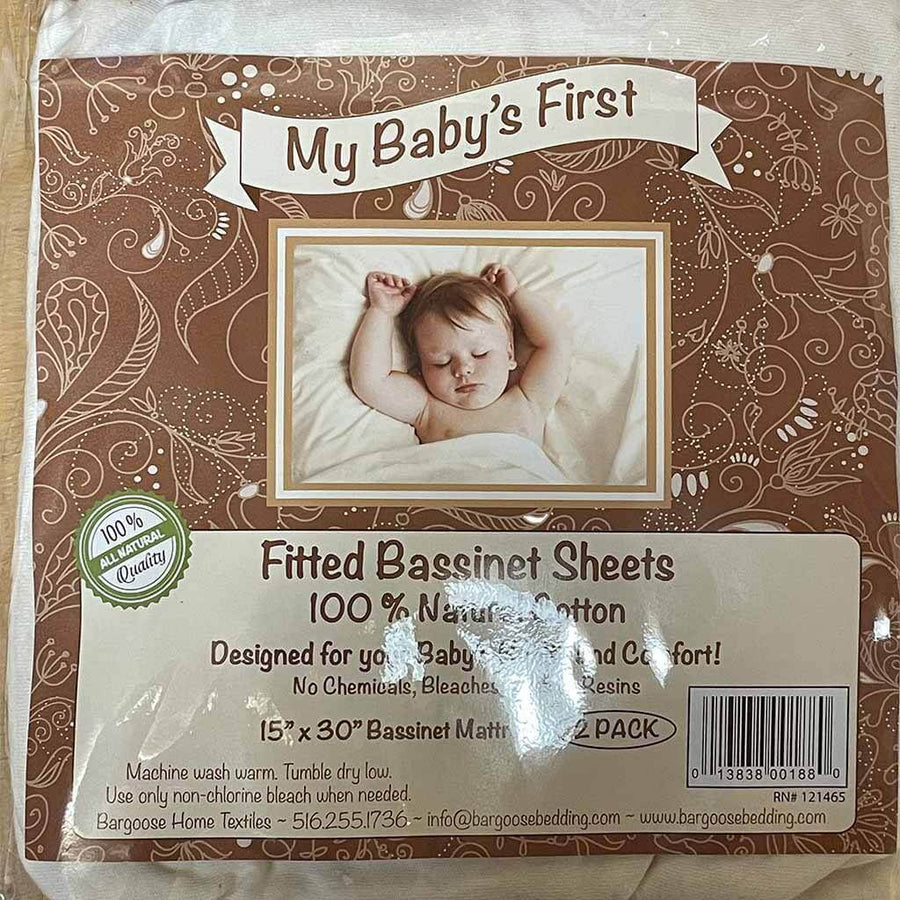 My Baby's First
100 %
ALL NATURAL
Quality
Fitted Bassinet Sheets
100 % Natural Cotton
Designed for your Baby's and Comfort!
No Chemicals, Bleaches Resins
15" x 30" Bassinet 2 PACK
Machine wash warm. Tumble dry low.
Use only non-chlorine bleach when needed.
Bargoose Home Textiles ~ 516.255.1736 ~ info@bargoosebedding.com ~ www.bargoosebedding.com
0 13838 00188 0
RN# 121465